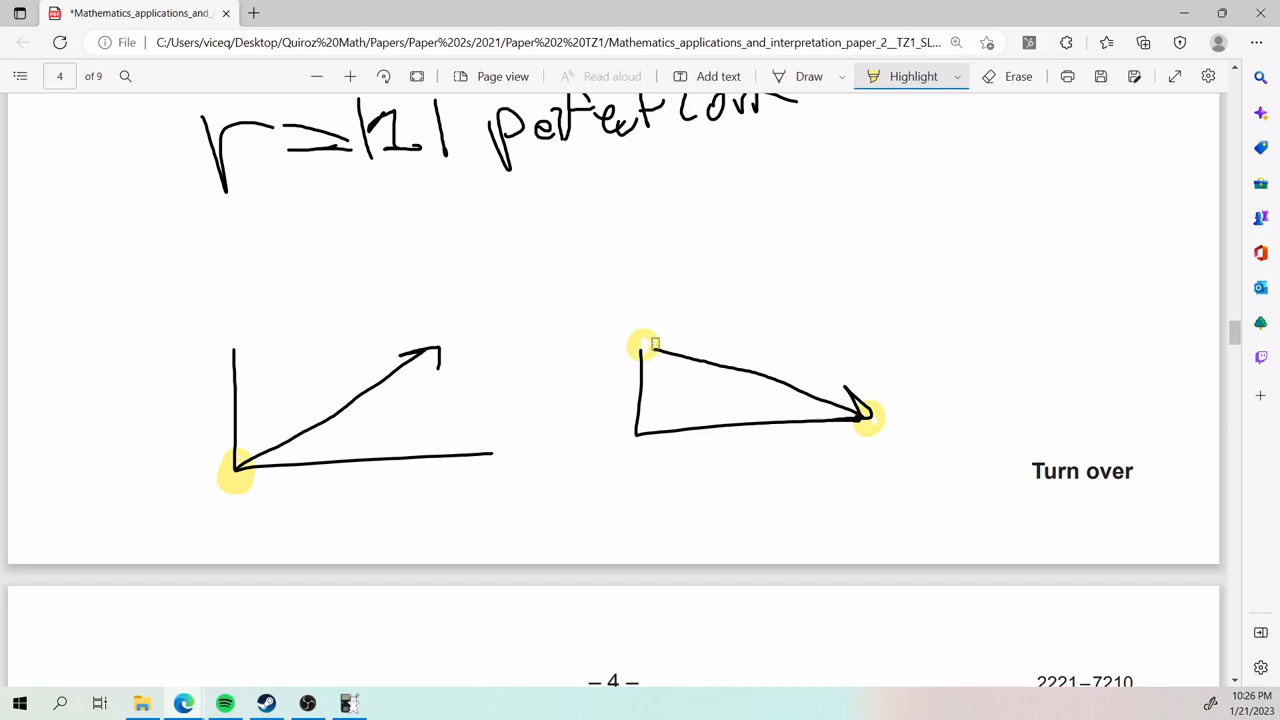 *Mathematics_applications_and_
File C:/Users/viceq/Desktop/Quiroz%20Math/Papers/Paper%202s/2021/Paper%202%20TZ1/Mathematics_applications_and_interpretation_paper_2__TZ1_SL...
4 of 9 Page view Read aloud Add text Draw Highlight Erase
r = |1|
Turn over
– 4 –
2221–7210
10:26 PM
1/21/2023